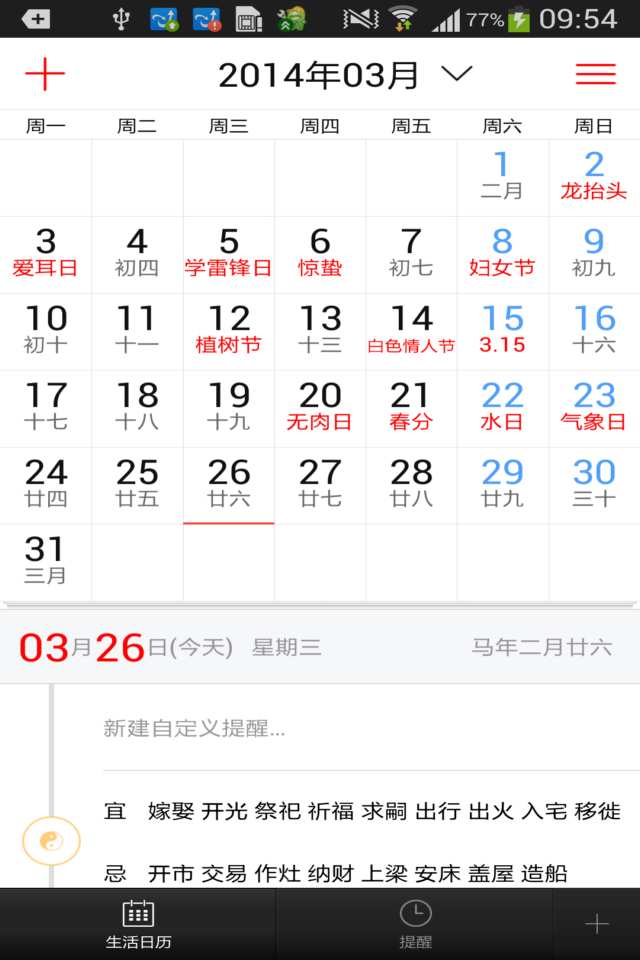 77% 09:54
2014年03月
周一 周二 周三 周四 周五 周六 周日
1 2
二月 龙抬头
3 4 5 6 7 8 9
爱耳日 初四 学雷锋日 惊蛰 初七 妇女节 初九
10 11 12 13 14 15 16
初十 十一 植树节 十三 白色情人节 3.15 十六
17 18 19 20 21 22 23
十七 十八 十九 无肉日 春分 水日 气象日
24 25 26 27 28 29 30
廿四 廿五 廿六 廿七 廿八 廿九 三十
31
三月
03月26日(今天) 星期三 马年二月廿六
新建自定义提醒...
宜 嫁娶 开光 祭祀 祈福 求嗣 出行 出火 入宅 移徙
忌 开市 交易 作灶 纳财 上梁 安床 盖屋 造船
生活日历 提醒